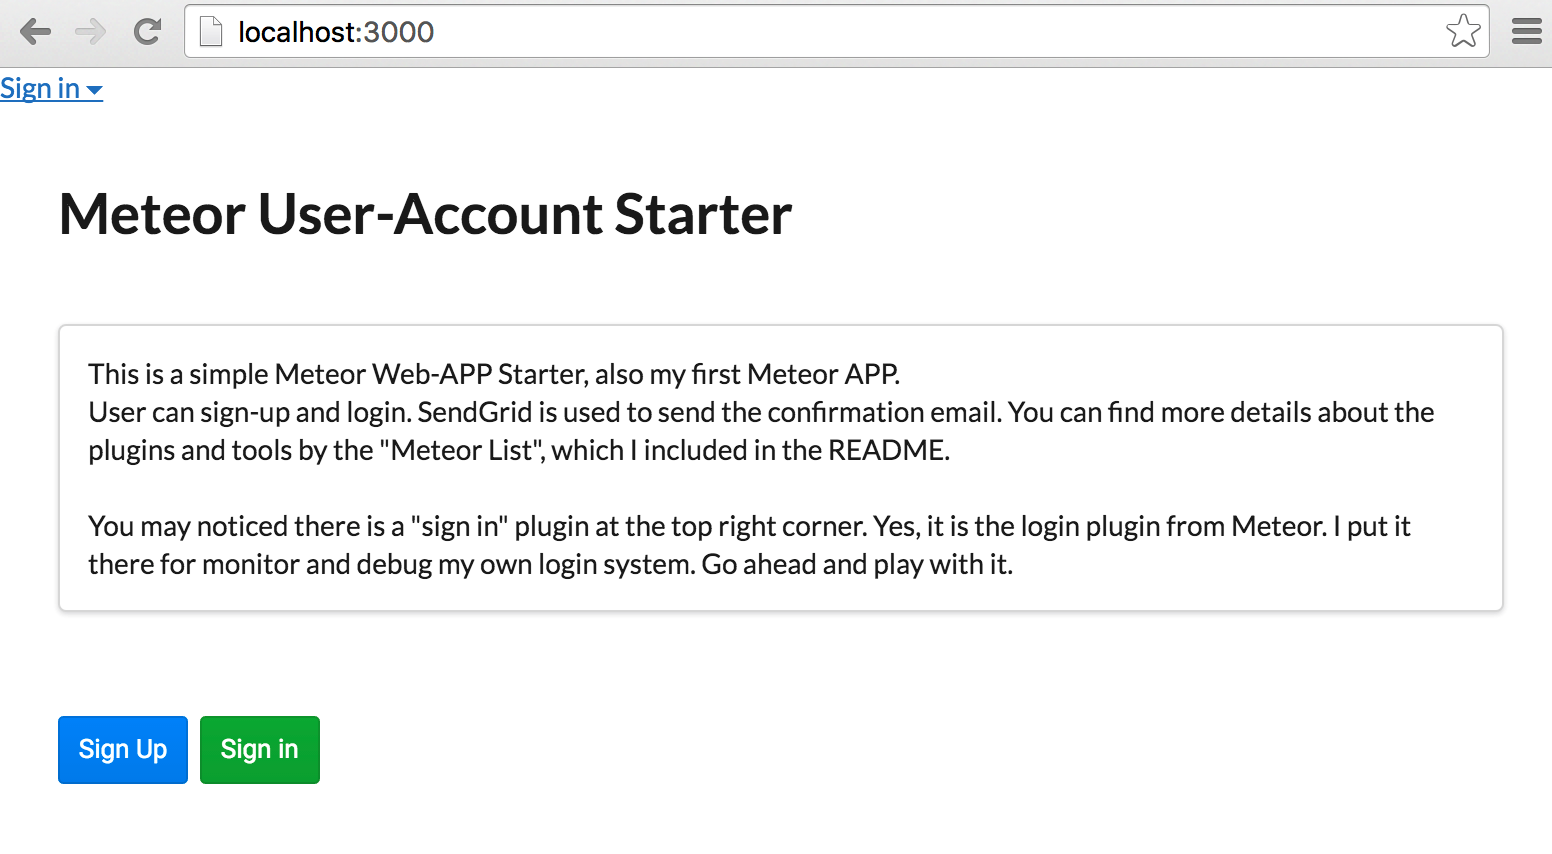 localhost:3000
Sign in
Meteor User-Account Starter
This is a simple Meteor Web-APP Starter, also my first Meteor APP.
User can sign-up and login. SendGrid is used to send the confirmation email. You can find more details about the
plugins and tools by the "Meteor List", which I included in the README.
You may noticed there is a "sign in" plugin at the top right corner. Yes, it is the login plugin from Meteor. I put it
there for monitor and debug my own login system. Go ahead and play with it.
Sign Up Sign in